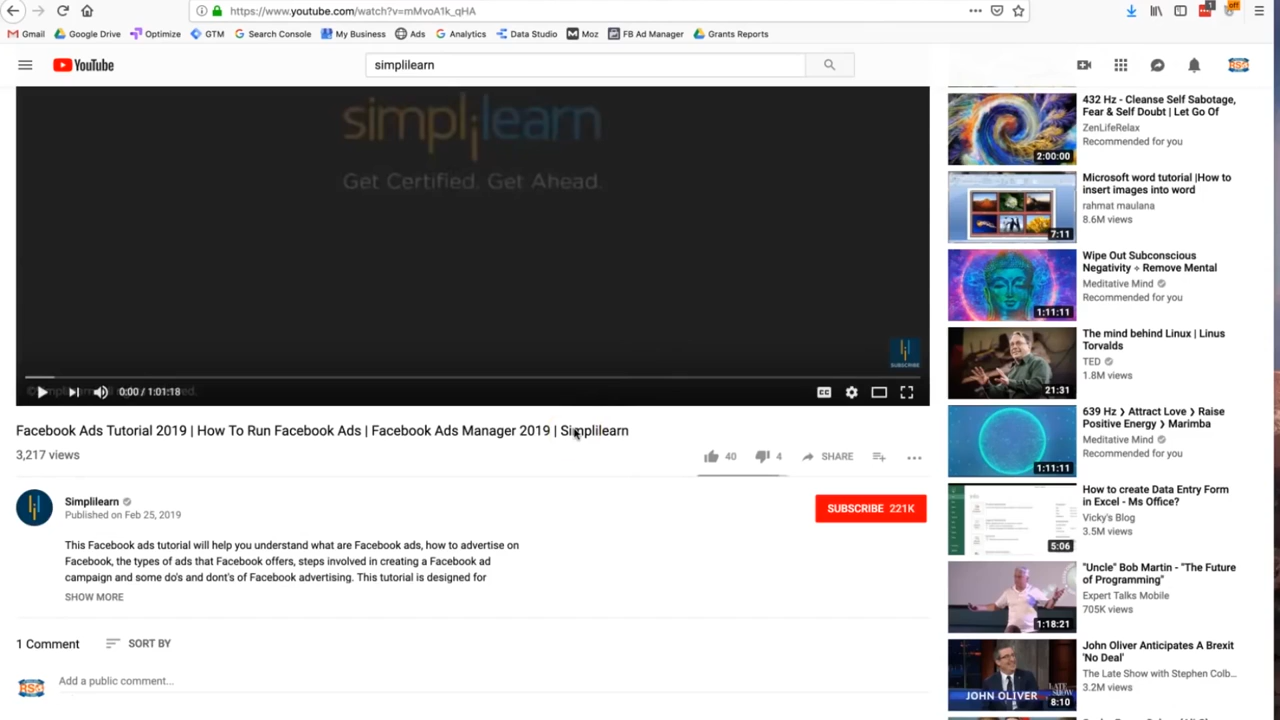 https://www.youtube.com/watch?v=mMvoA1k_qHA
1
off
Gmail
Google Drive
Optimize
GTM
Search Console
My Business
Ads
Analytics
Data Studio
Moz
FB Ad Manager
Grants Reports
YouTube
simplilearn
simplilearn
Get Certified. Get Ahead.
SUBSCRIBE
0:00 / 1:01:18
Facebook Ads Tutorial 2019 | How To Run Facebook Ads | Facebook Ads Manager 2019 | Simplilearn
3,217 views
40
4
SHARE
Simplilearn
Published on Feb 25, 2019
SUBSCRIBE 221K
This Facebook ads tutorial will help you understand what are Facebook ads, how to advertise on
Facebook, the types of ads that Facebook offers, steps involved in creating a Facebook ad
campaign and some do's and dont's of Facebook advertising. This tutorial is designed for
SHOW MORE
1 Comment
SORT BY
Add a public comment...
432 Hz - Cleanse Self Sabotage,
Fear & Self Doubt | Let Go Of
ZenLifeRelax
Recommended for you
2:00:00
Microsoft word tutorial |How to
insert images into word
rahmat maulana
8.6M views
7:11
Wipe Out Subconscious
Negativity ÷ Remove Mental
Meditative Mind
Recommended for you
1:11:11
The mind behind Linux | Linus
Torvalds
TED
1.8M views
21:31
639 Hz ❯ Attract Love ❯ Raise
Positive Energy ❯ Marimba
Meditative Mind
Recommended for you
1:11:11
How to create Data Entry Form
in Excel - Ms Office?
Vicky's Blog
3.5M views
5:06
"Uncle" Bob Martin - "The Future
of Programming"
Expert Talks Mobile
705K views
1:18:21
John Oliver Anticipates A Brexit
'No Deal'
The Late Show with Stephen Colb...
3.2M views
JOHN OLIVER
LATE SHOW
8:10